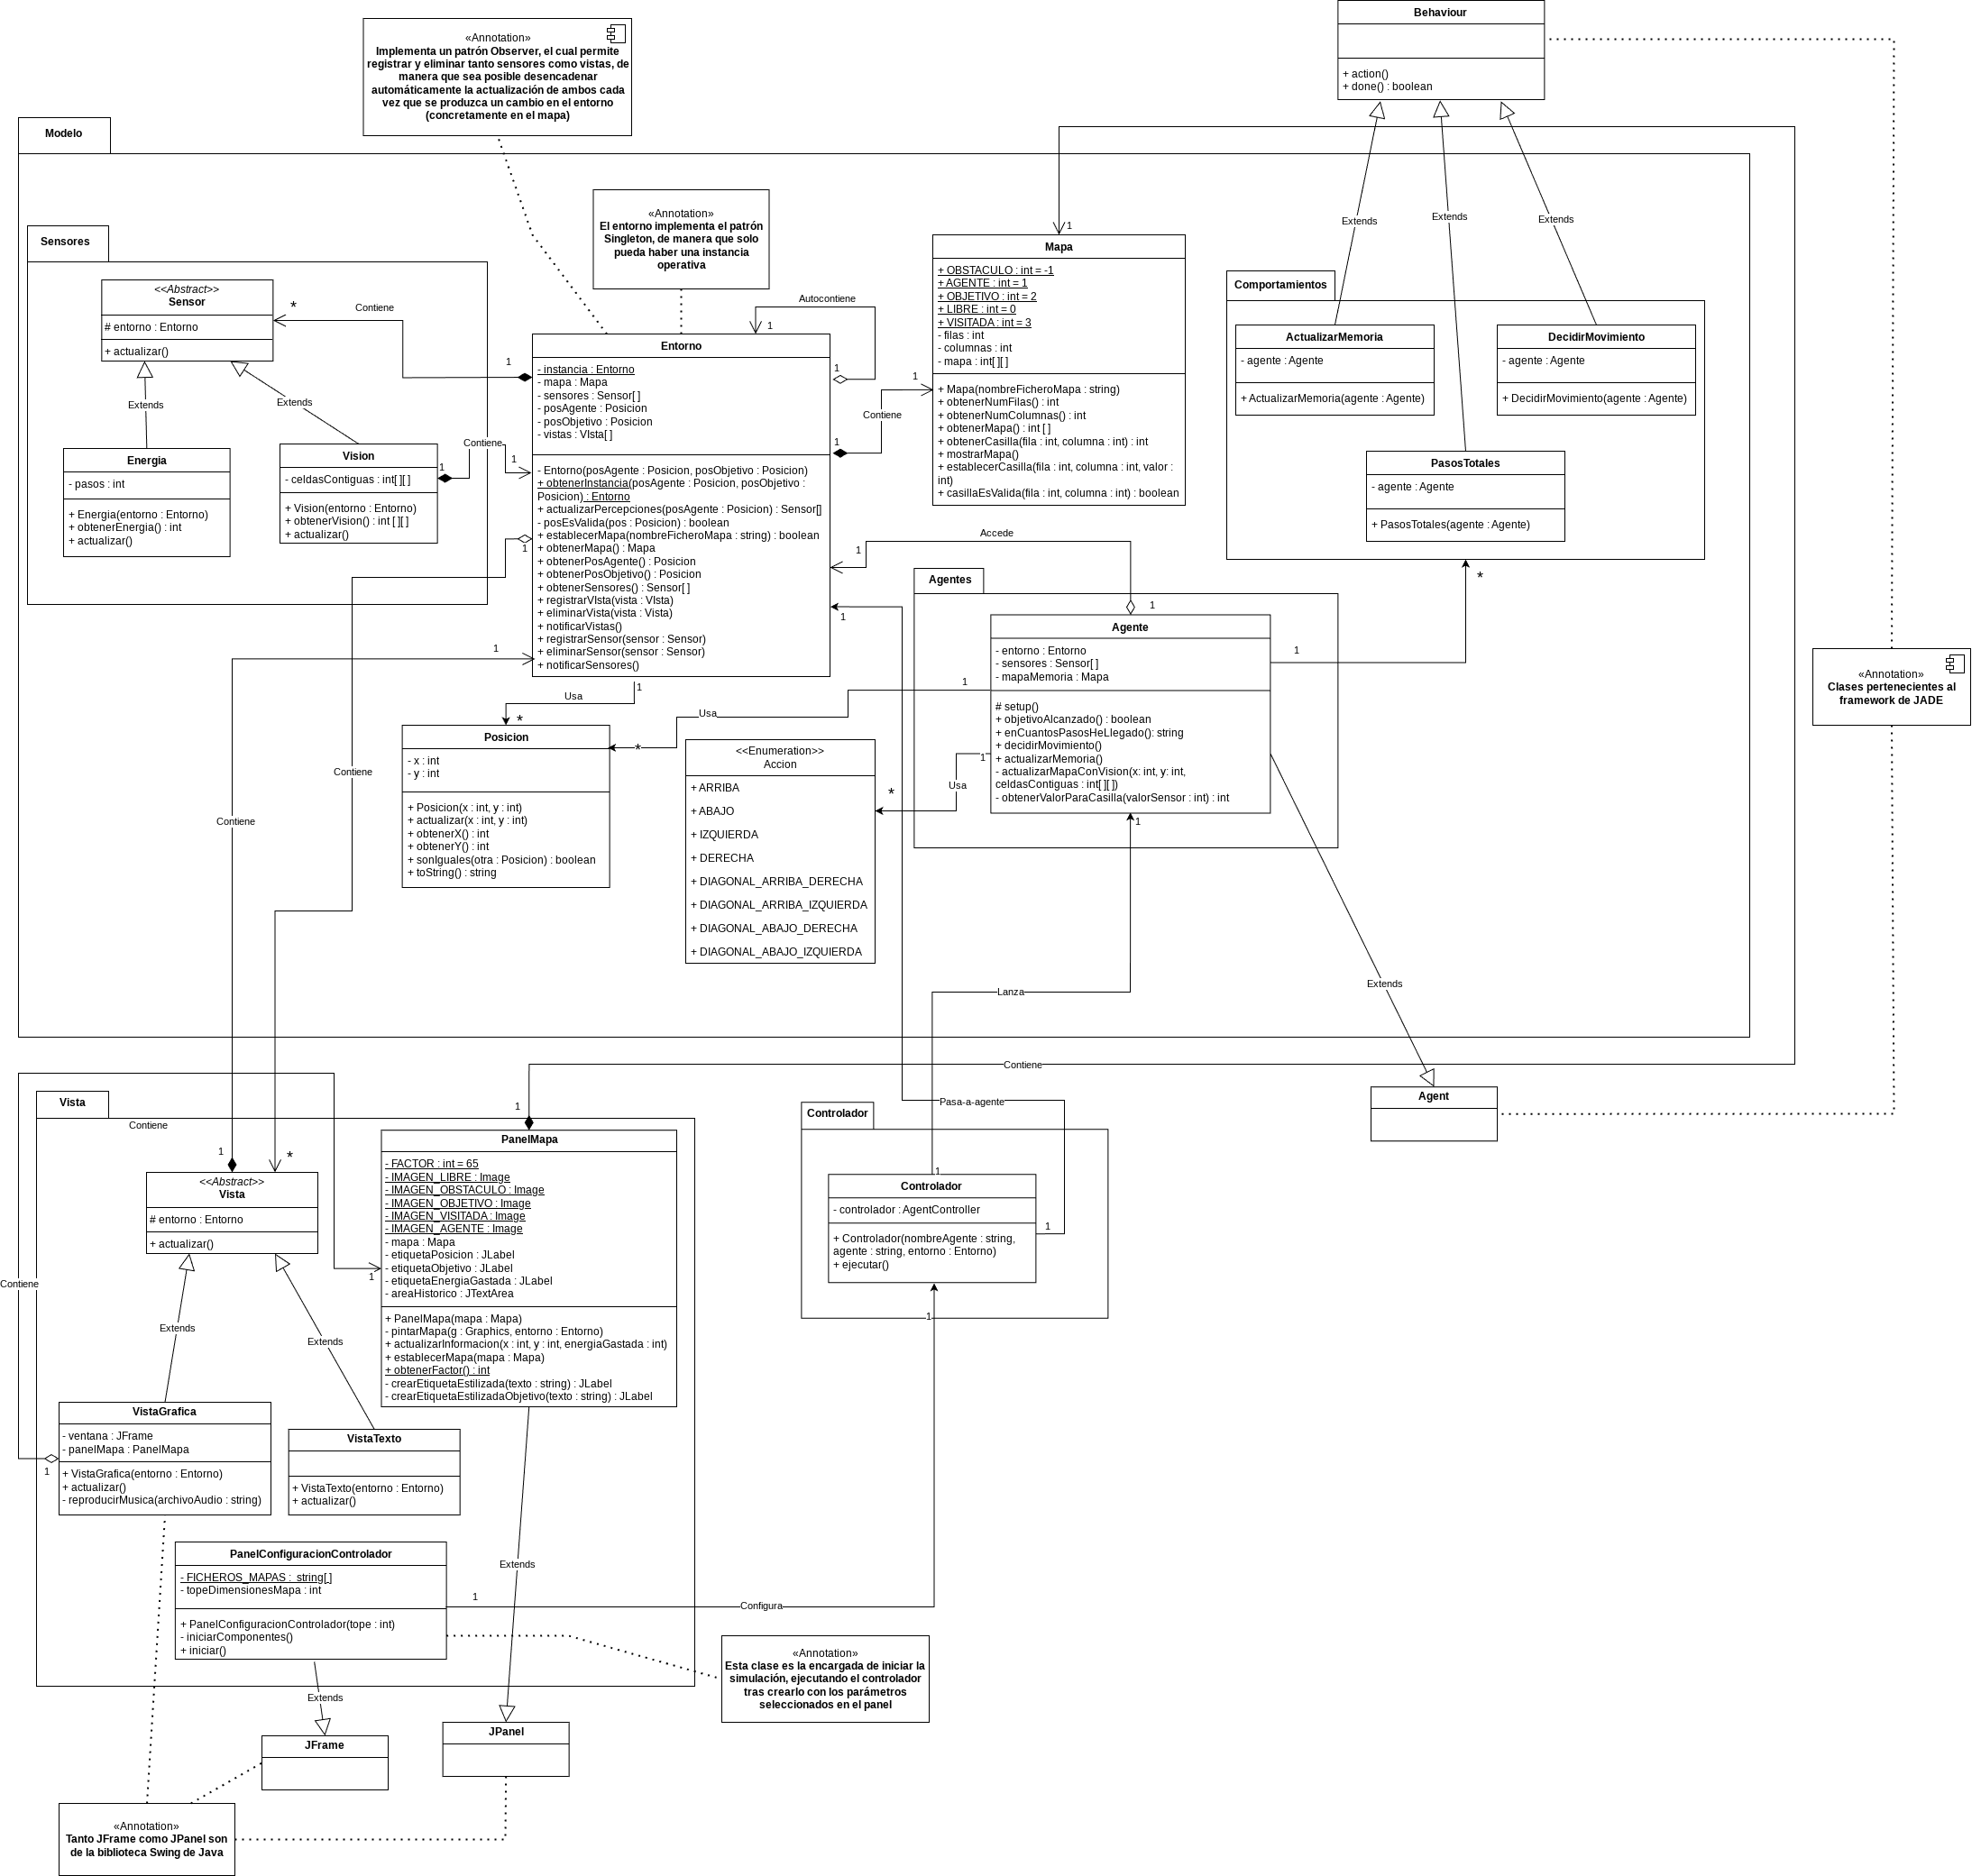 Behaviour
+ action()
+ done() : boolean
«Annotation»
Implementa un patrón Observer, el cual permite
registrar y eliminar tanto sensores como vistas, de
manera que sea posible desencadenar
automáticamente la actualización de ambos cada
vez que se produzca un cambio en el entorno
(concretamente en el mapa)
Modelo
«Annotation»
El entorno implementa el patrón
Singleton, de manera que solo
pueda haber una instancia
operativa
Extends
Extends
Extends
Sensores
<<Abstract>>
Sensor
# entorno : Entorno
+ actualizar()
*
Contiene
1
Extends
Extends
Energia
- pasos : int
+ Energia(entorno : Entorno)
+ obtenerEnergia() : int
+ actualizar()
Vision
- celdasContiguas : int[ ][ ]
+ Vision(entorno : Entorno)
+ obtenerVision() : int [ ][ ]
+ actualizar()
1
Contiene
1
Autocontiene
1
1
Entorno
- instancia : Entorno
- mapa : Mapa
- sensores : Sensor[ ]
- posAgente : Posicion
- posObjetivo : Posicion
- vistas : VIsta[ ]
- Entorno(posAgente : Posicion, posObjetivo : Posicion)
+ obtenerInstancia(posAgente : Posicion, posObjetivo :
Posicion) : Entorno
+ actualizarPercepciones(posAgente : Posicion) : Sensor[]
- posEsValida(pos : Posicion) : boolean
+ establecerMapa(nombreFicheroMapa : string) : boolean
+ obtenerMapa() : Mapa
+ obtenerPosAgente() : Posicion
+ obtenerPosObjetivo() : Posicion
+ obtenerSensores() : Sensor[ ]
+ registrarVIsta(vista : VIsta)
+ eliminarVista(vista : Vista)
+ notificarVistas()
+ registrarSensor(sensor : Sensor)
+ eliminarSensor(sensor : Sensor)
+ notificarSensores()
1
Contiene
1
1
Mapa
+ OBSTACULO : int = -1
+ AGENTE : int = 1
+ OBJETIVO : int = 2
+ LIBRE : int = 0
+ VISITADA : int = 3
- filas : int
- columnas : int
- mapa : int[ ][ ]
+ Mapa(nombreFicheroMapa : string)
+ obtenerNumFilas() : int
+ obtenerNumColumnas() : int
+ obtenerMapa() : int [ ]
+ obtenerCasilla(fila : int, columna : int) : int
+ mostrarMapa()
+ establecerCasilla(fila : int, columna : int, valor :
int)
+ casillaEsValida(fila : int, columna : int) : boolean
Comportamientos
ActualizarMemoria
- agente : Agente
+ ActualizarMemoria(agente : Agente)
DecidirMovimiento
- agente : Agente
+ DecidirMovimiento(agente : Agente)
PasosTotales
- agente : Agente
+ PasosTotales(agente : Agente)
*
1
Accede
1
1
1
1
1
Agentes
Agente
- entorno : Entorno
- sensores : Sensor[ ]
- mapaMemoria : Mapa
# setup()
+ objetivoAlcanzado() : boolean
+ enCuantosPasosHeLlegado(): string
+ decidirMovimiento()
+ actualizarMemoria()
- actualizarMapaConVision(x: int, y: int,
celdasContiguas : int[ ][ ])
- obtenerValorParaCasilla(valorSensor : int) : int
1
«Annotation»
Clases pertenecientes al
framework de JADE
1
Usa
*
1
Usa
*
Posicion
- x : int
- y : int
+ Posicion(x : int, y : int)
+ actualizar(x : int, y : int)
+ obtenerX() : int
+ obtenerY() : int
+ sonIguales(otra : Posicion) : boolean
+ toString() : string
<<Enumeration>>
Accion
+ ARRIBA
+ ABAJO
+ IZQUIERDA
+ DERECHA
+ DIAGONAL_ARRIBA_DERECHA
+ DIAGONAL_ARRIBA_IZQUIERDA
+ DIAGONAL_ABAJO_DERECHA
+ DIAGONAL_ABAJO_IZQUIERDA
1
Usa
*
1
Contiene
Contiene
Lanza
Extends
Contiene
Agent
Vista
Contiene
1
*
<<Abstract>>
Vista
# entorno : Entorno
+ actualizar()
Contiene
1
1
PanelMapa
- FACTOR : int = 65
- IMAGEN_LIBRE : Image
- IMAGEN_OBSTACULO : Image
- IMAGEN_OBJETIVO : Image
- IMAGEN_VISITADA : Image
- IMAGEN_AGENTE : Image
- mapa : Mapa
- etiquetaPosicion : JLabel
- etiquetaObjetivo : JLabel
- etiquetaEnergiaGastada : JLabel
- areaHistorico : JTextArea
+ PanelMapa(mapa : Mapa)
- pintarMapa(g : Graphics, entorno : Entorno)
+ actualizarInformacion(x : int, y : int, energiaGastada : int)
+ establecerMapa(mapa : Mapa)
+ obtenerFactor() : int
- crearEtiquetaEstilizada(texto : string) : JLabel
- crearEtiquetaEstilizadaObjetivo(texto : string) : JLabel
Controlador
Pasa-a-agente
1
Controlador
- controlador : AgentController
+ Controlador(nombreAgente : string,
agente : string, entorno : Entorno)
+ ejecutar()
1
1
Extends
Extends
VistaGrafica
- ventana : JFrame
- panelMapa : PanelMapa
+ VistaGrafica(entorno : Entorno)
+ actualizar()
- reproducirMusica(archivoAudio : string)
1
VistaTexto
+ VistaTexto(entorno : Entorno)
+ actualizar()
Extends
PanelConfiguracionControlador
- FICHEROS_MAPAS : string[ ]
- topeDimensionesMapa : int
+ PanelConfiguracionControlador(tope : int)
- iniciarComponentes()
+ iniciar()
1
Configura
«Annotation»
Esta clase es la encargada de iniciar la
simulación, ejecutando el controlador
tras crearlo con los parámetros
seleccionados en el panel
Extends
JFrame
JPanel
«Annotation»
Tanto JFrame como JPanel son
de la biblioteca Swing de Java